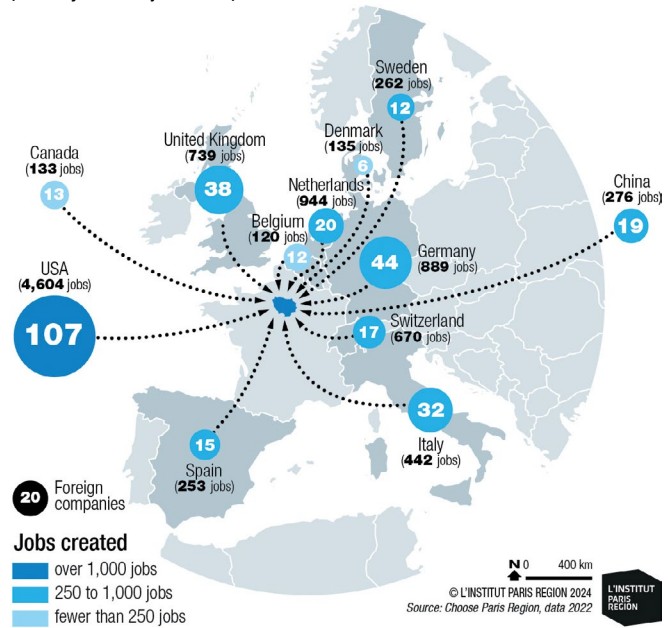 Sweden
(262 jobs)
12
Denmark
(135 jobs)
6
United Kingdom
(739 jobs)
38
Canada
(133 jobs)
13
Netherlands
(944 jobs)
20
China
(276 jobs)
19
Belgium
(120 jobs)
12
Germany
(889 jobs)
44
USA
(4,604 jobs)
107
Switzerland
(670 jobs)
17
32
Italy
(442 jobs)
15
Spain
(253 jobs)
20 Foreign
companies
Jobs created
over 1,000 jobs
250 to 1,000 jobs
fewer than 250 jobs
N 0 400 km
© L'INSTITUT PARIS REGION 2024
Source: Choose Paris Region, data 2022
L'INSTITUT
PARIS
REGION